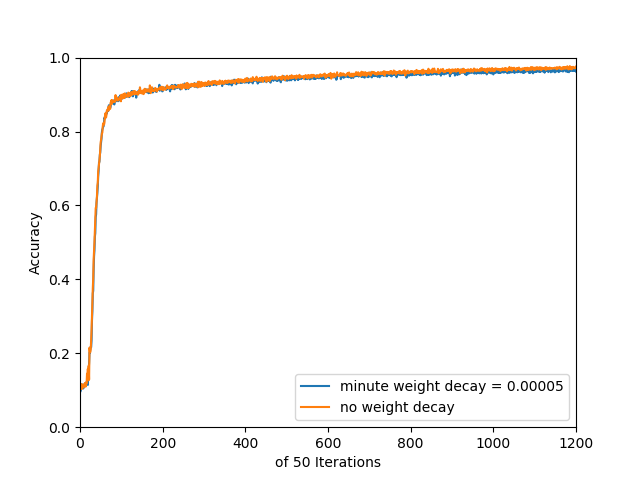 1.0
0.8
0.6
0.4
0.2
0.0
Accuracy
minute weight decay = 0.00005
no weight decay
0 200 400 600 800 1000 1200
of 50 Iterations